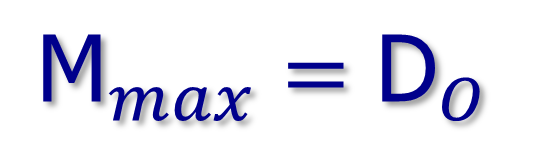 M_max = D_O